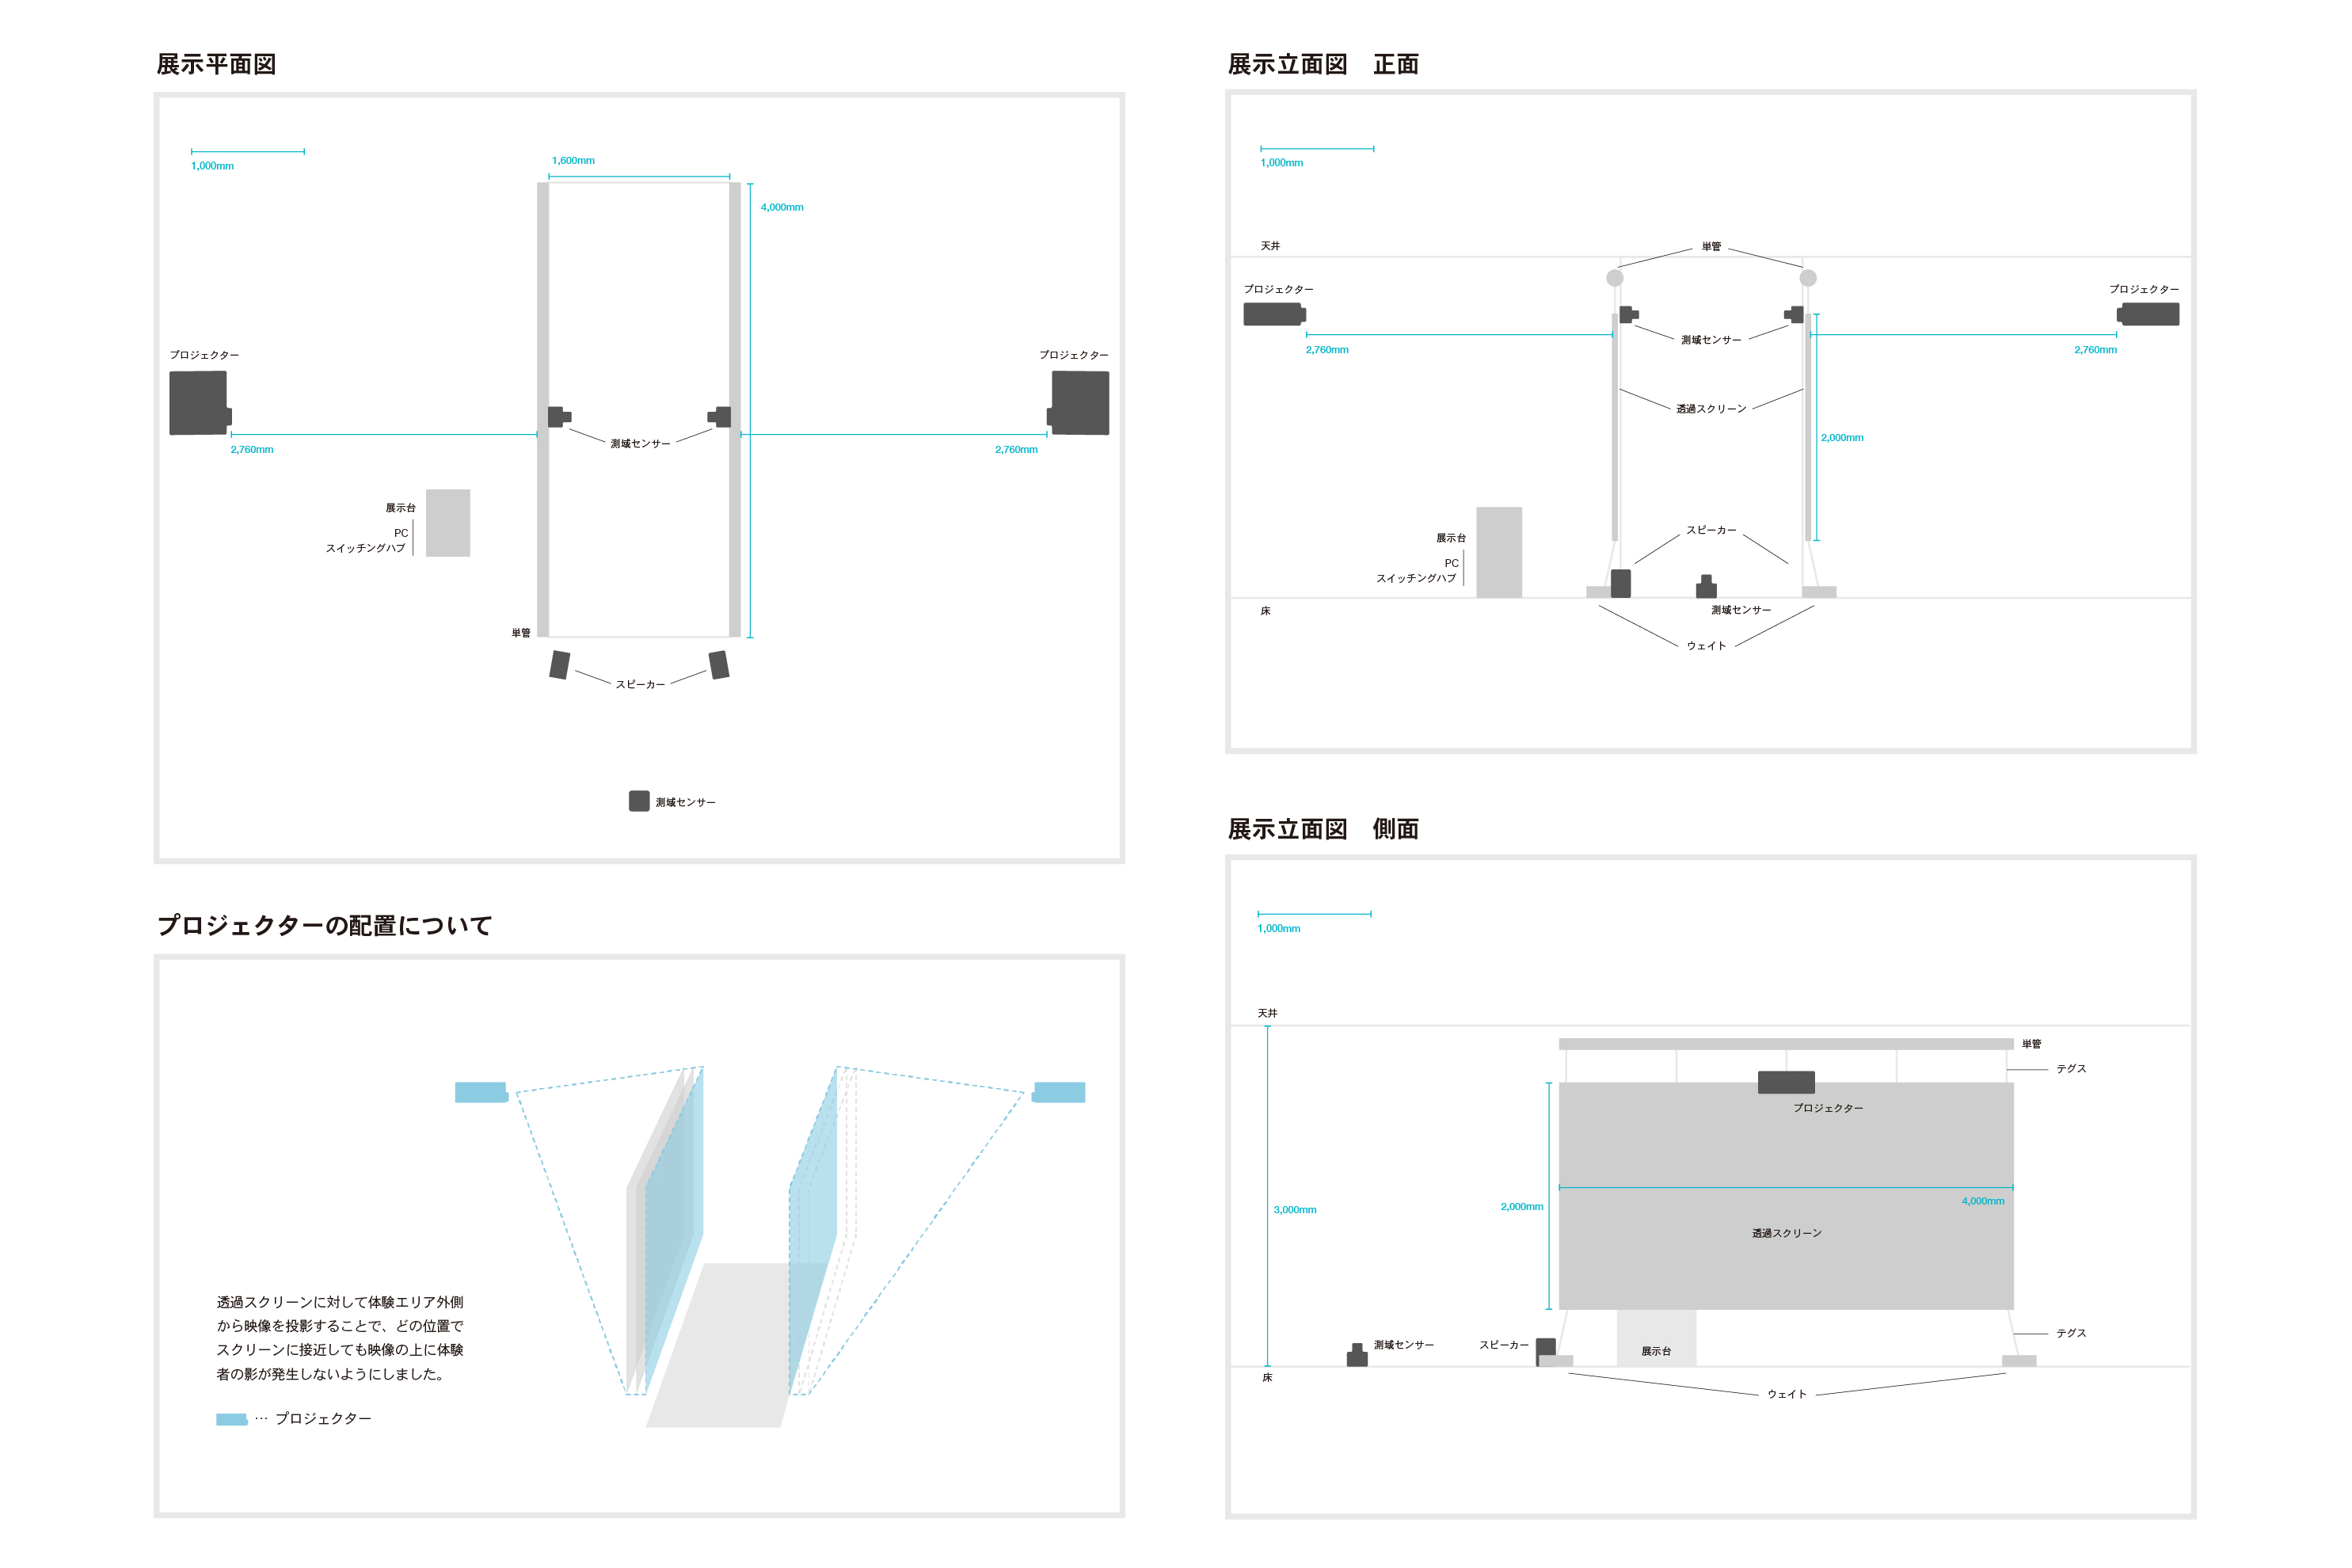 展示平面図
1,000mm
1,600mm
4,000mm
プロジェクター
プロジェクター
2,760mm
測域センサー
2,760mm
展示台
PC
スイッチングハブ
単管
スピーカー
測域センサー
プロジェクターの配置について
透過スクリーンに対して体験エリア外側
から映像を投影することで、どの位置で
スクリーンに接近しても映像の上に体験
者の影が発生しないようにしました。
… プロジェクター
展示立面図　正面
1,000mm
天井
単管
プロジェクター
プロジェクター
測域センサー
2,760mm
2,760mm
透過スクリーン
2,000mm
スピーカー
展示台
PC
スイッチングハブ
床
測域センサー
ウェイト
展示立面図　側面
1,000mm
天井
単管
テグス
プロジェクター
4,000mm
2,000mm
3,000mm
透過スクリーン
テグス
測域センサー
スピーカー
展示台
床
ウェイト